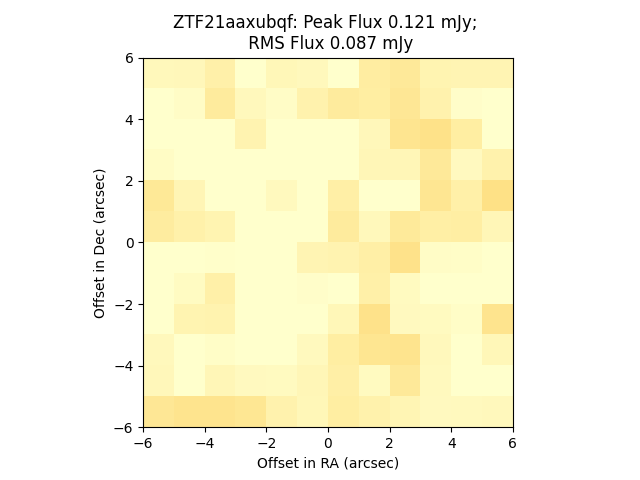 ZTF21aaxubqf: Peak Flux 0.121 mJy;
RMS Flux 0.087 mJy
6
4
2
0
−2
−4
−6
Offset in Dec (arcsec)
−6 −4 −2 0 2 4 6
Offset in RA (arcsec)